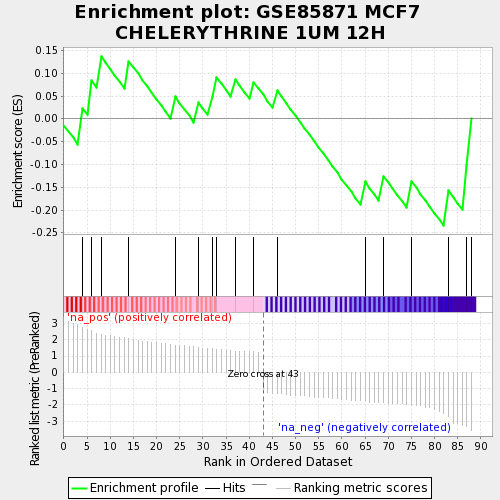 Enrichment plot: GSE85871 MCF7
CHELERYTHRINE 1UM 12H
Enrichment score (ES)
0.15
0.10
0.05
0.00
-0.05
-0.10
-0.15
-0.20
-0.25
'na_pos' (positively correlated)
Ranked list metric (PreRanked)
3
2
1
0
-1
-2
-3
Zero cross at 43
'na_neg' (negatively correlated)
0 5 10 15 20 25 30 35 40 45 50 55 60 65 70 75 80 85 90
Rank in Ordered Dataset
Enrichment profile Hits Ranking metric scores